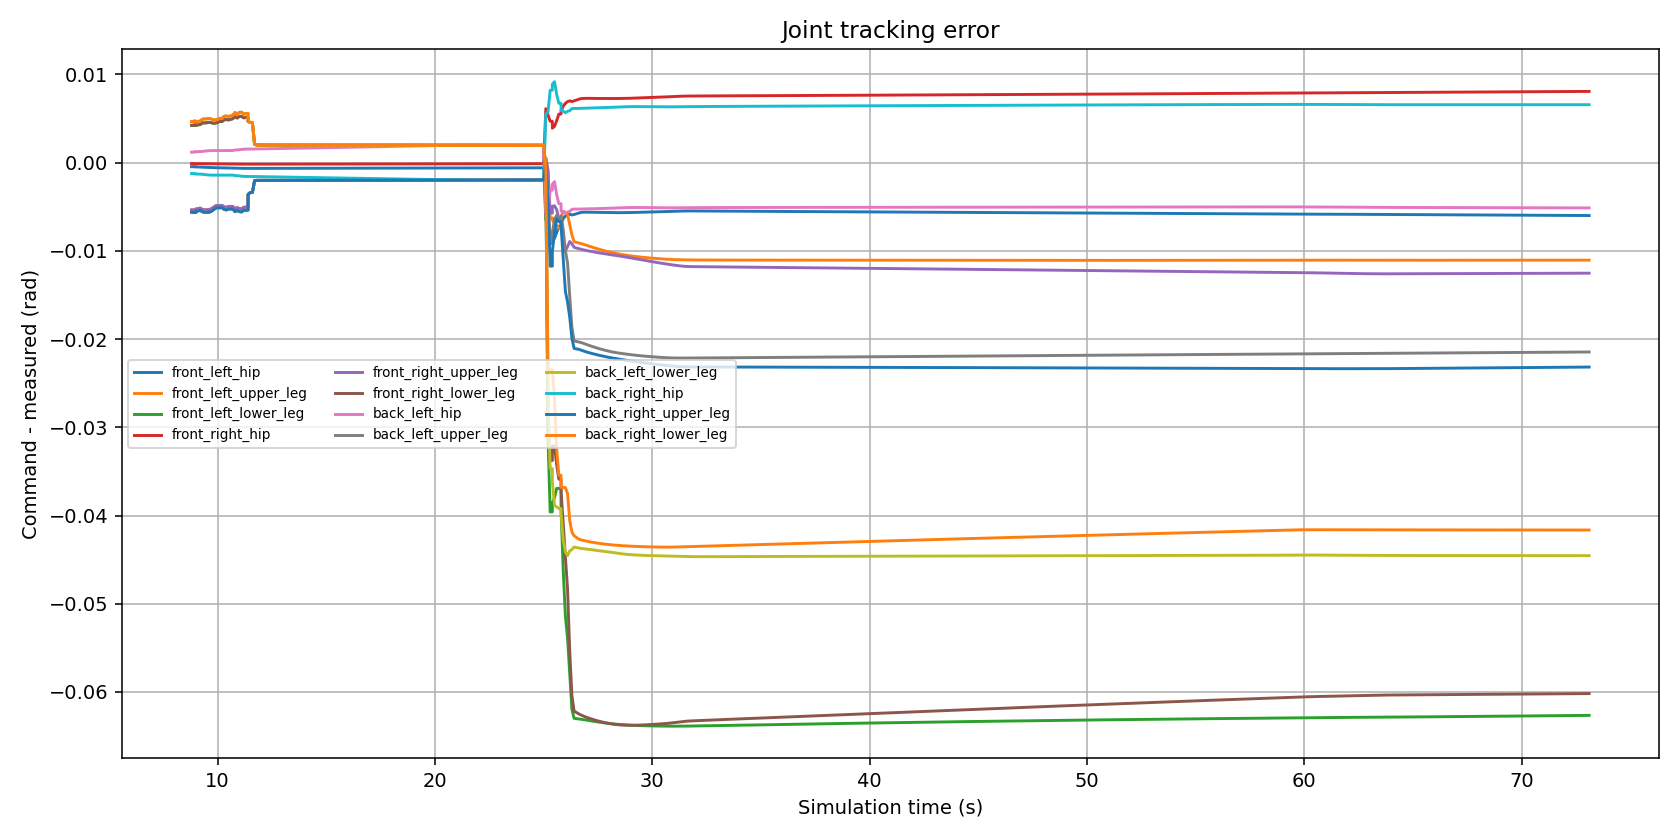 Joint tracking error
0.01
0.00
−0.01
−0.02
−0.03
−0.04
−0.05
−0.06
Command - measured (rad)
front_left_hip
front_left_upper_leg
front_left_lower_leg
front_right_hip
front_right_upper_leg
front_right_lower_leg
back_left_hip
back_left_upper_leg
back_left_lower_leg
back_right_hip
back_right_upper_leg
back_right_lower_leg
10
20
30
40
50
60
70
Simulation time (s)